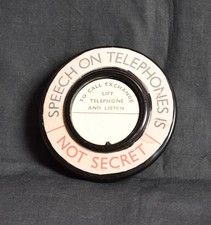 SPEECH ON TELEPHONES IS
NOT SECRET
TO CALL EXCHANGE
LIFT
TELEPHONE
AND LISTEN